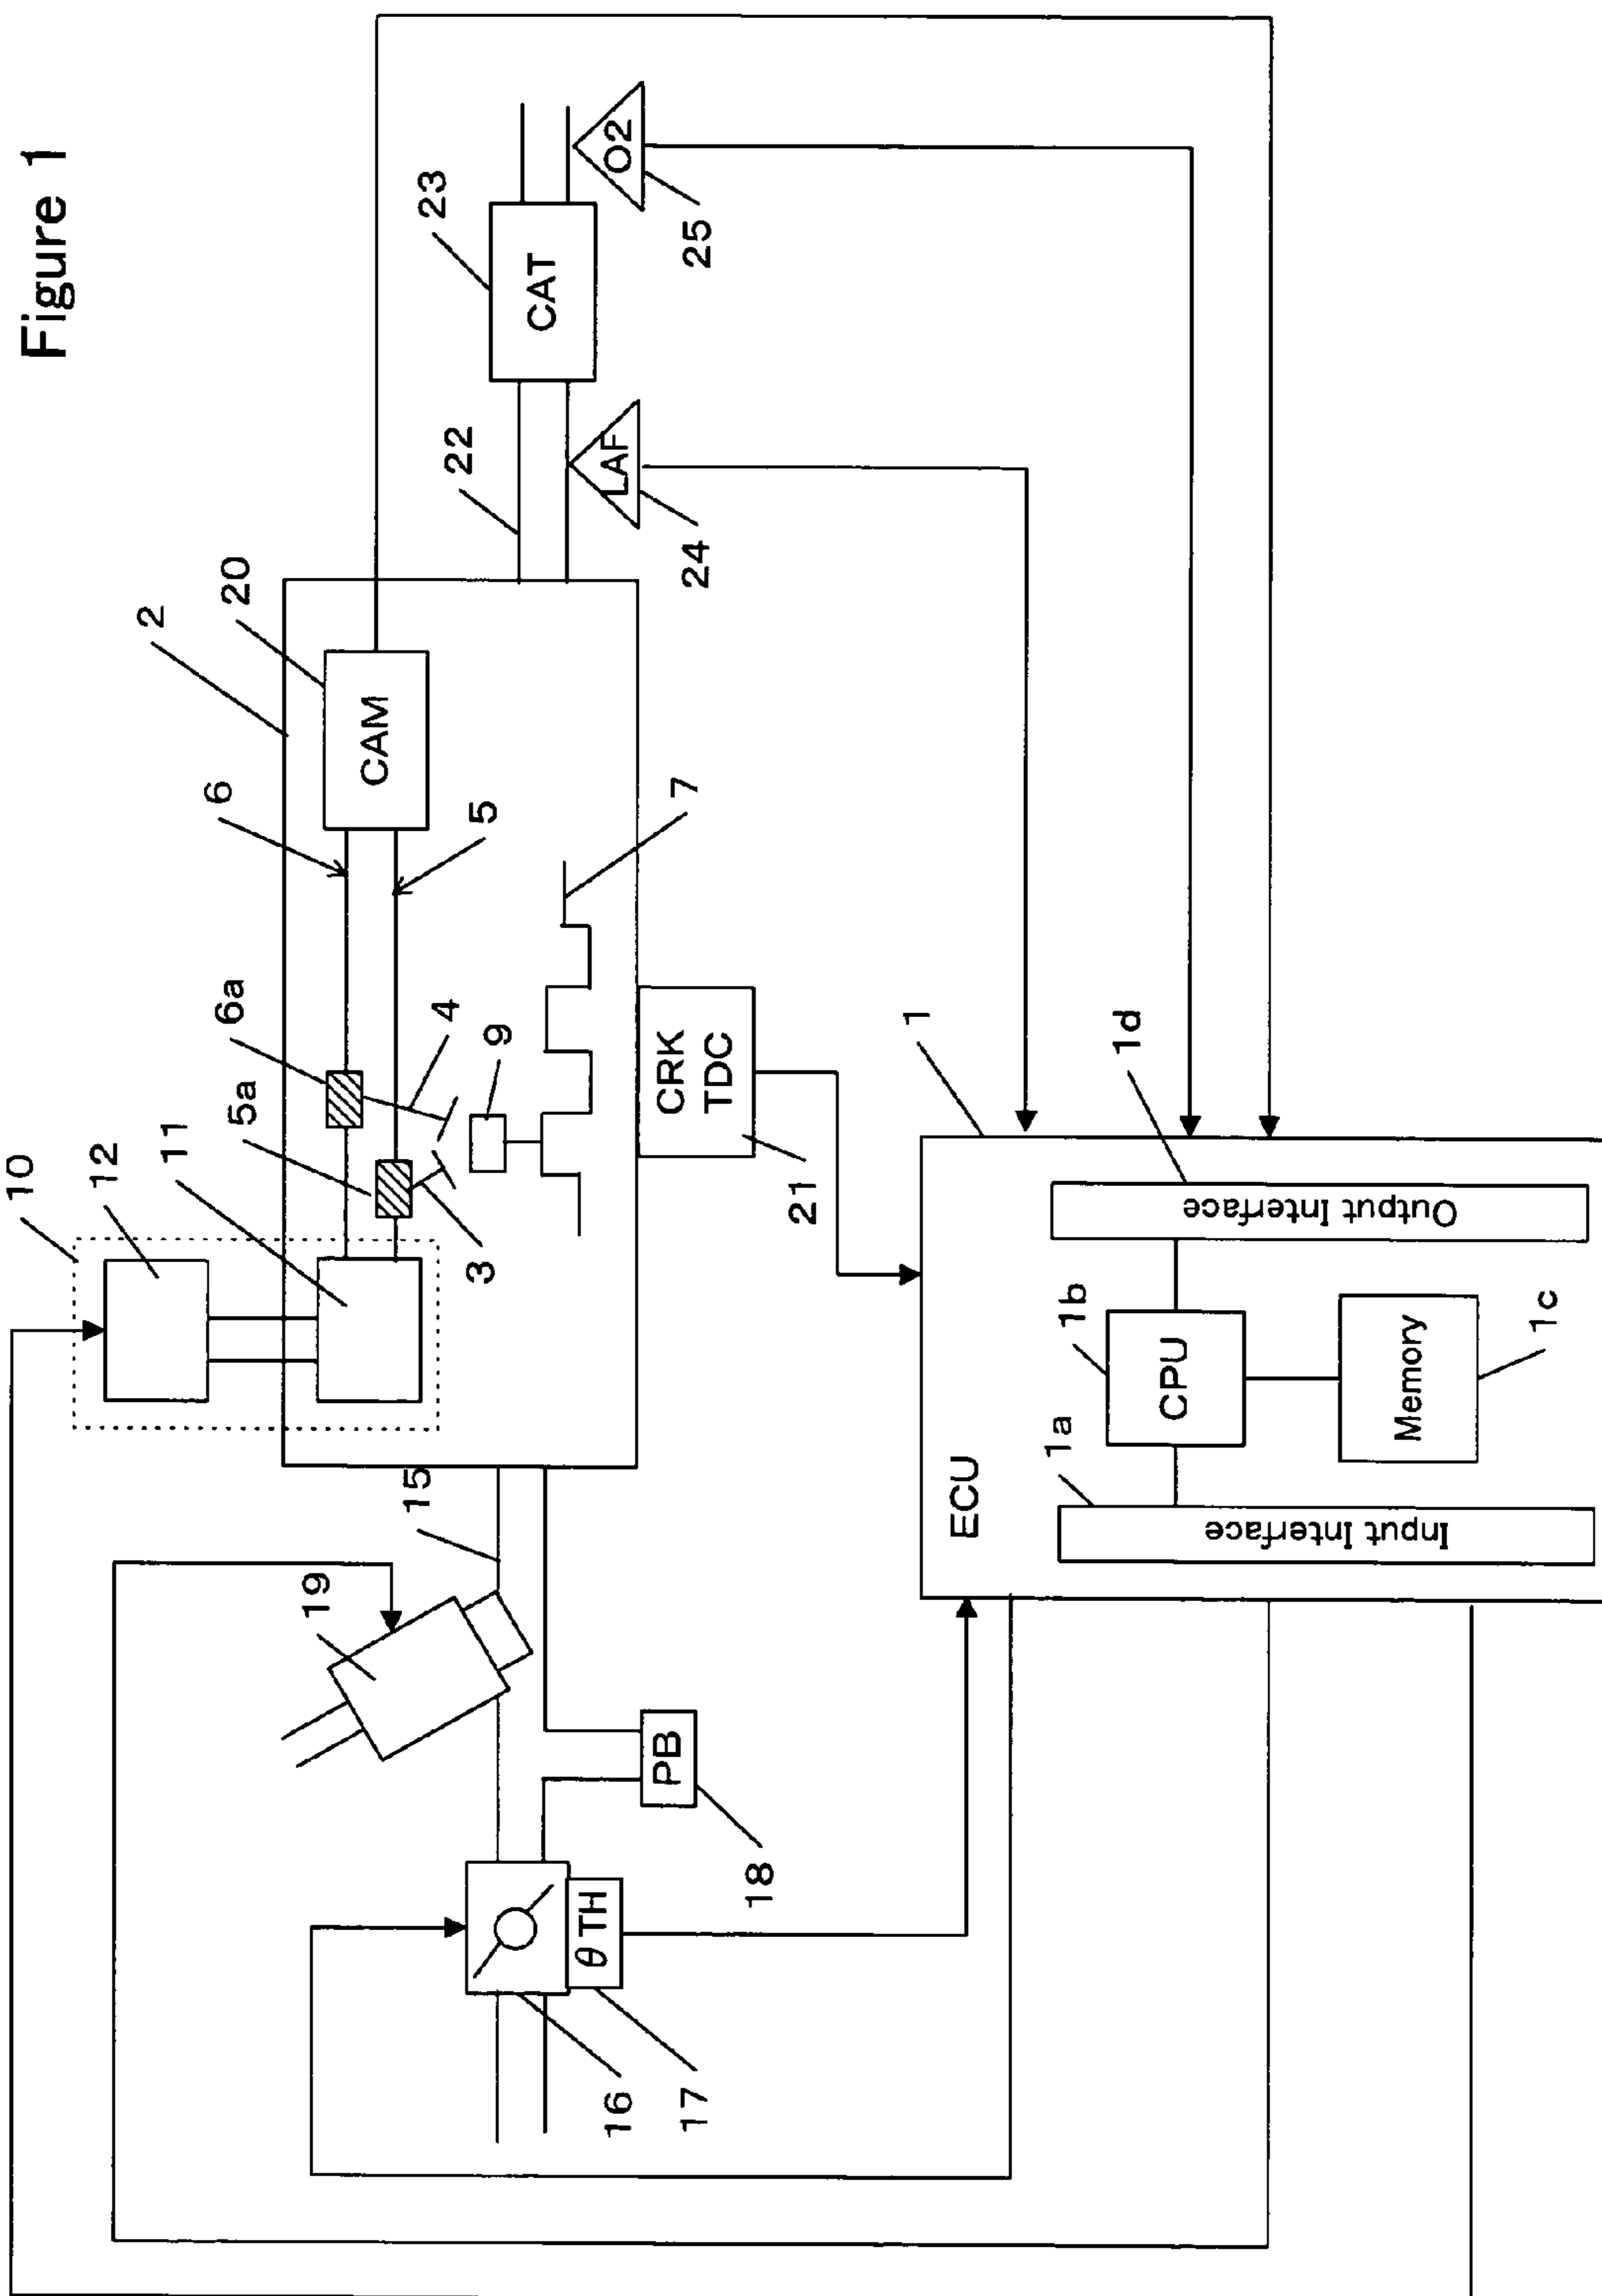 Figure 1
10
12
11
2
20
6
6a
5a
4
5
9
3
7
CAM
22
23
CAT
LAF
24
O2
25
19
15
16
θTH
17
PB
18
CRK
TDC
21
1
ECU
1a
Input Interface
1b
CPU
1c
Memory
1d
Output Interface